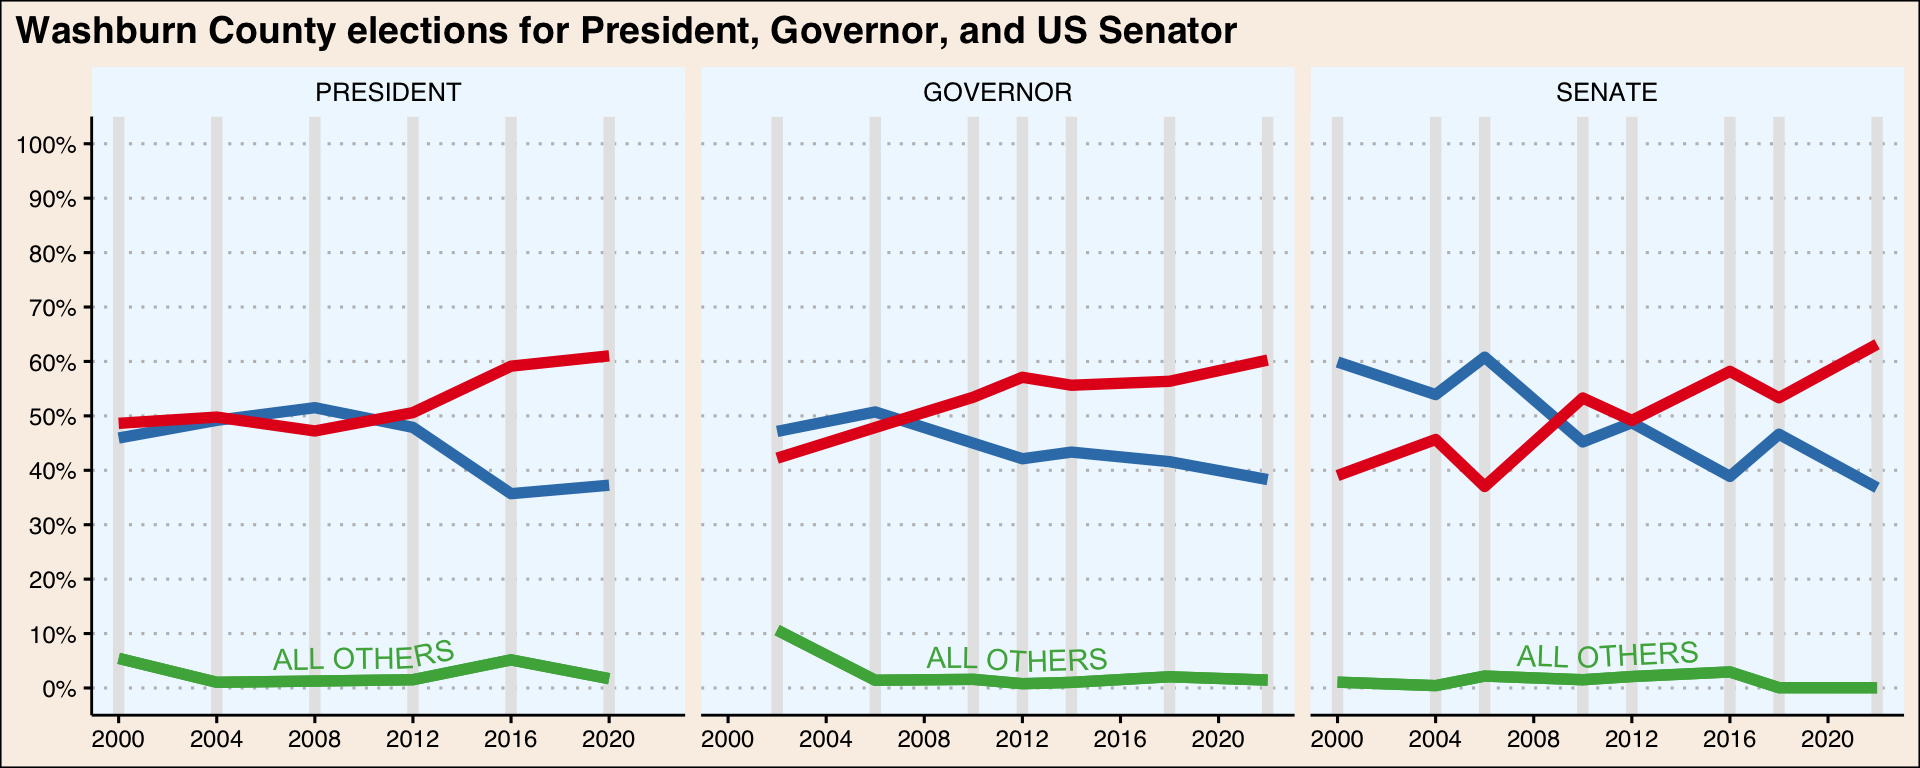 Washburn County elections for President, Governor, and US Senator
PRESIDENT
GOVERNOR
SENATE
100%
90%
80%
70%
60%
50%
40%
30%
20%
10%
0%
ALL OTHERS
ALL OTHERS
ALL OTHERS
2000 2004 2008 2012 2016 2020
2000 2004 2008 2012 2016 2020
2000 2004 2008 2012 2016 2020